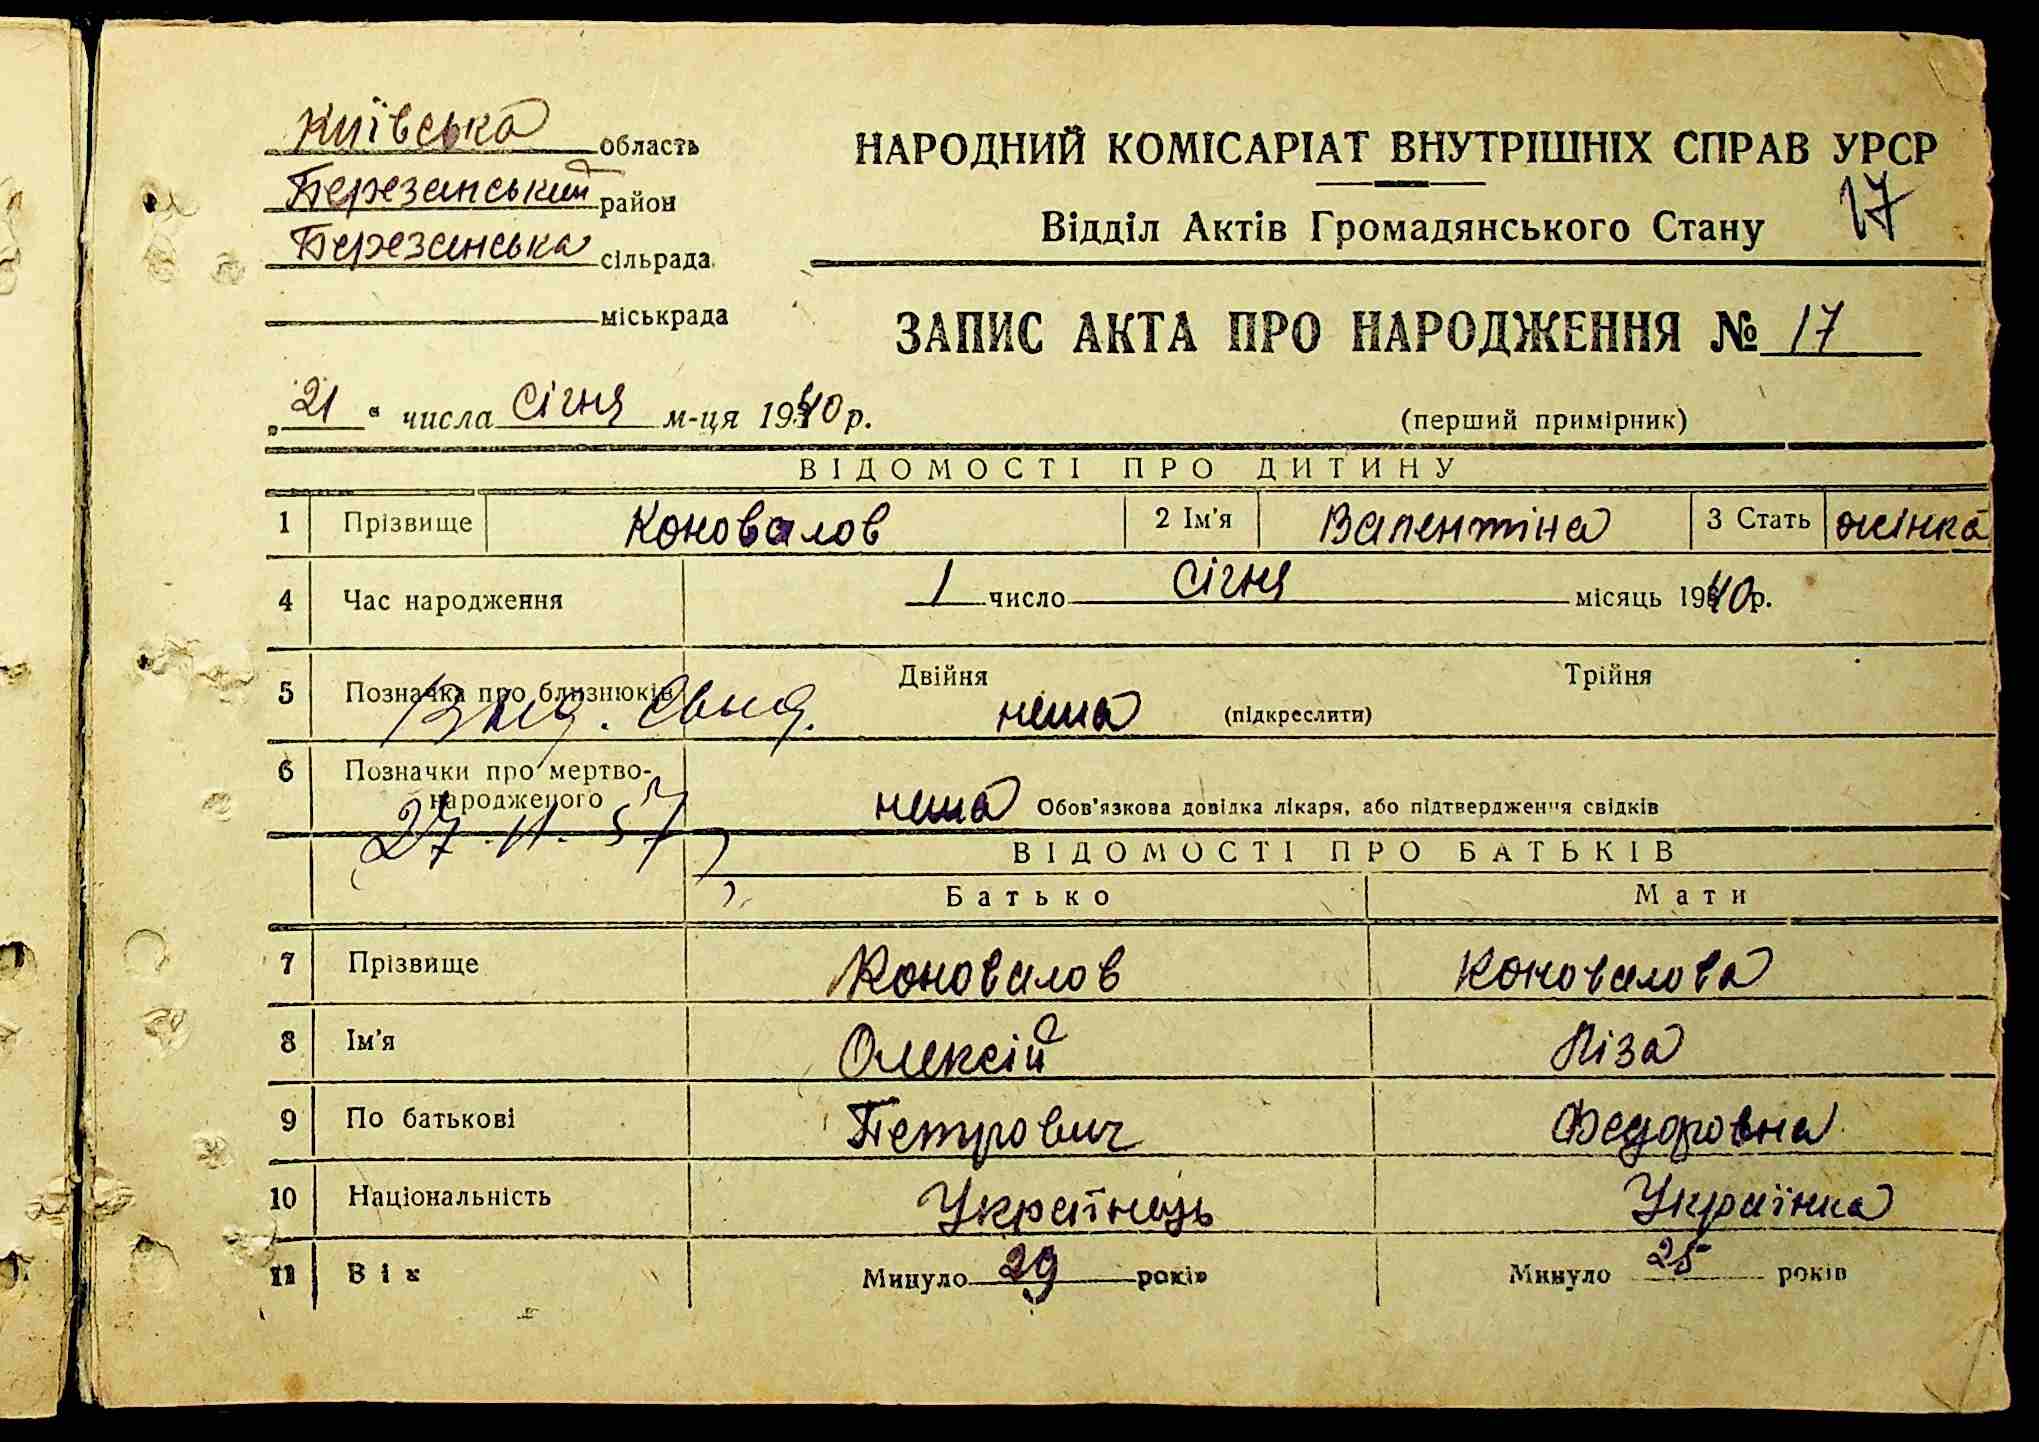 Київська область
Березанський район
Березанська сільрада
міськрада
НАРОДНИЙ КОМІСАРІАТ ВНУТРІШНІХ СПРАВ УРСР
17
Відділ Актів Громадянського Стану
ЗАПИС АКТА ПРО НАРОДЖЕННЯ № 17
„21“ числа Січня м-ця 1940 р.
(перший примірник)
ВІДОМОСТІ ПРО ДИТИНУ
1 Прізвище Коновалов 2 Ім'я Валентіна 3 Стать жінка
4 Час народження 1 число Січня місяць 1940 р.
5 Позначка про близнюків Двійня нема (підкреслити) Трійня
Выд. Свид.
6 Позначки про мертво-
народженого нема Обов'язкова довідка лікаря, або підтвердження свідків
27.11.57
ВІДОМОСТІ ПРО БАТЬКІВ
Батько Мати
7 Прізвище Коновалов Коновалова
8 Ім'я Олексій Ліза
9 По батькові Петрович Федоровна
10 Національність Українець Українка
11 Вік Минуло 29 років Минуло 25 років